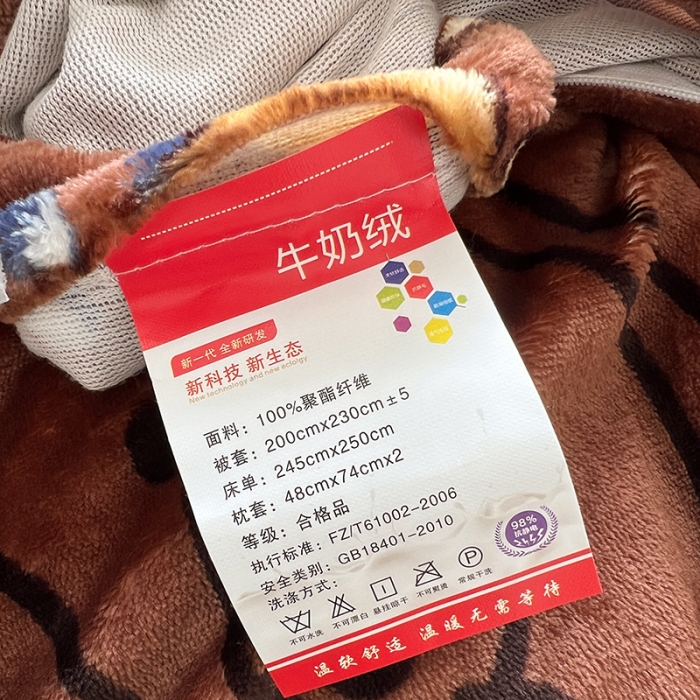 牛奶绒
新一代 全新研发
新科技 新生态
New technology and new eclolgy
面料：100%聚酯纤维
被套：200cmx230cm±5
床单：245cmx250cm
枕套：48cmx74cmx2
等级：合格品
执行标准：FZ/T61002-2006
安全类别：GB18401-2010
洗涤方式：
不可水洗 不可漂白 悬挂晾干 不可熨烫 常规干洗
98%
抗静电
温软舒适 温暖无需等待